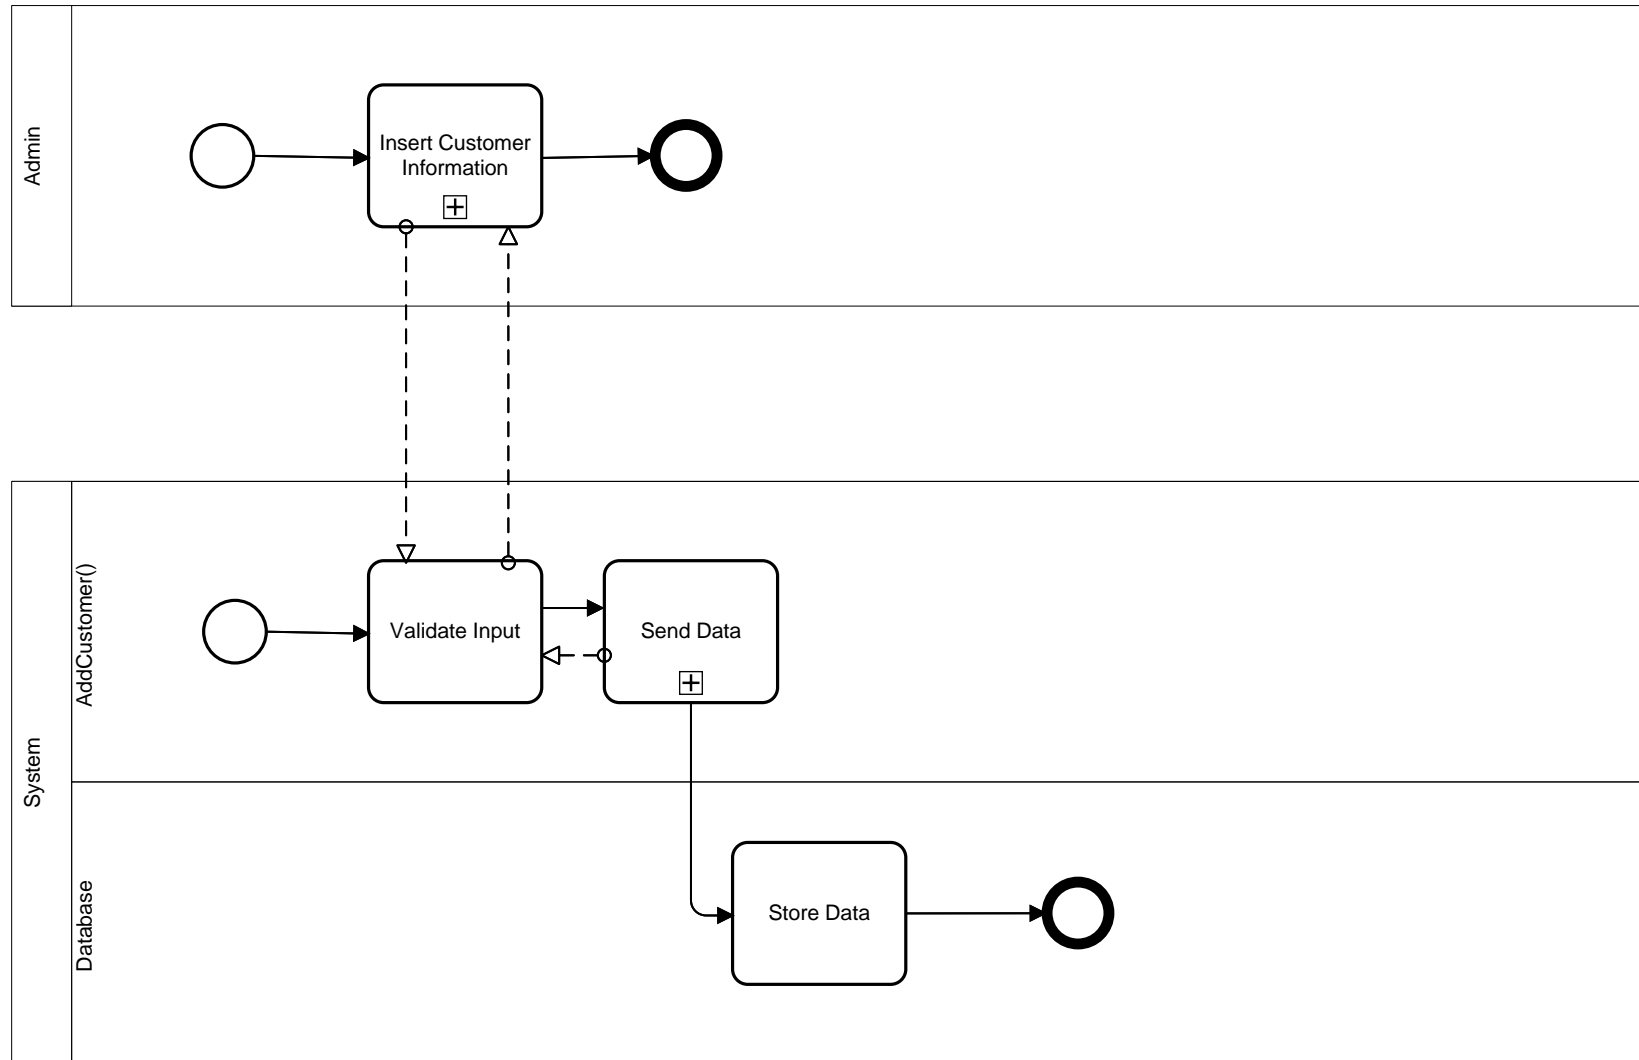 Admin
Insert Customer
Information
System
AddCustomer()
Validate Input
Send Data
Database
Store Data